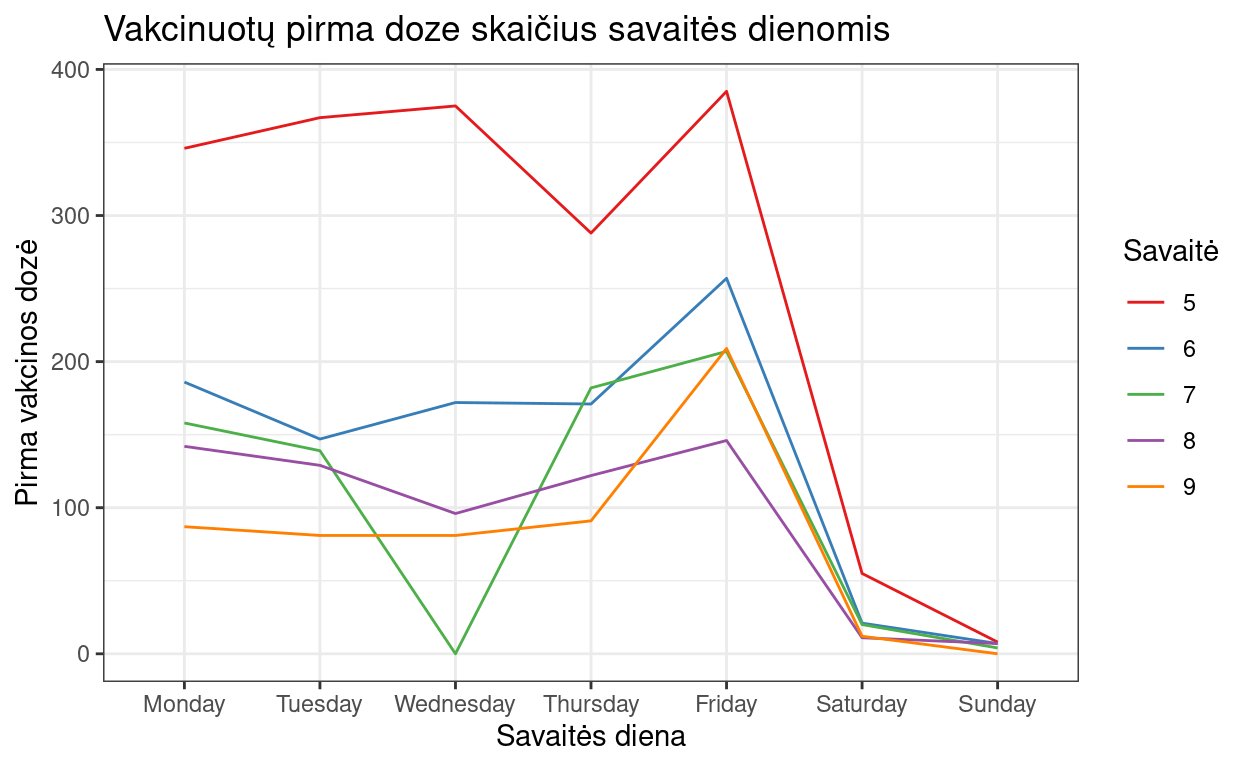 Vakcinuotų pirma doze skaičius savaitės dienomis
400
300
200
100
0
Pirma vakcinos dozė
Monday Tuesday Wednesday Thursday Friday Saturday Sunday
Savaitės diena
Savaitė
5
6
7
8
9